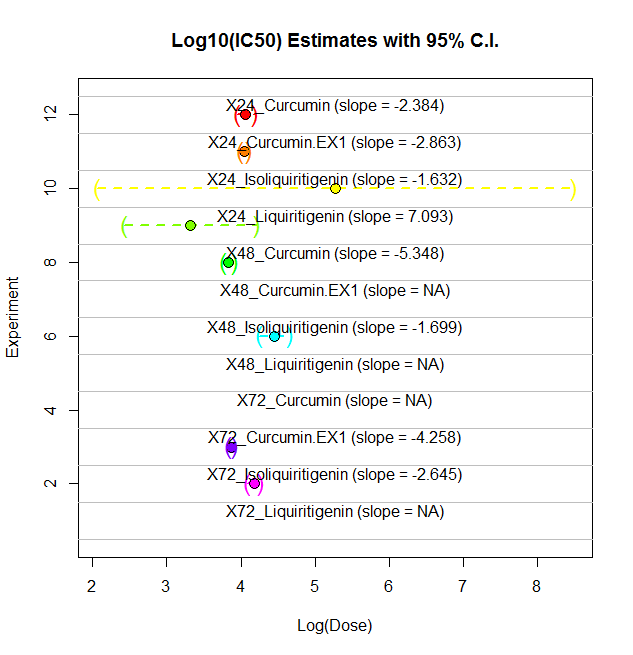 Log10(IC50) Estimates with 95% C.I.
X24_Curcumin (slope = -2.384)
X24_Curcumin.EX1 (slope = -2.863)
X24_Isoliquiritigenin (slope = -1.632)
X24_Liquiritigenin (slope = 7.093)
X48_Curcumin (slope = -5.348)
X48_Curcumin.EX1 (slope = NA)
X48_Isoliquiritigenin (slope = -1.699)
X48_Liquiritigenin (slope = NA)
X72_Curcumin (slope = NA)
X72_Curcumin.EX1 (slope = -4.258)
X72_Isoliquiritigenin (slope = -2.645)
X72_Liquiritigenin (slope = NA)
12
10
8
6
4
2
Experiment
2 3 4 5 6 7 8
Log(Dose)